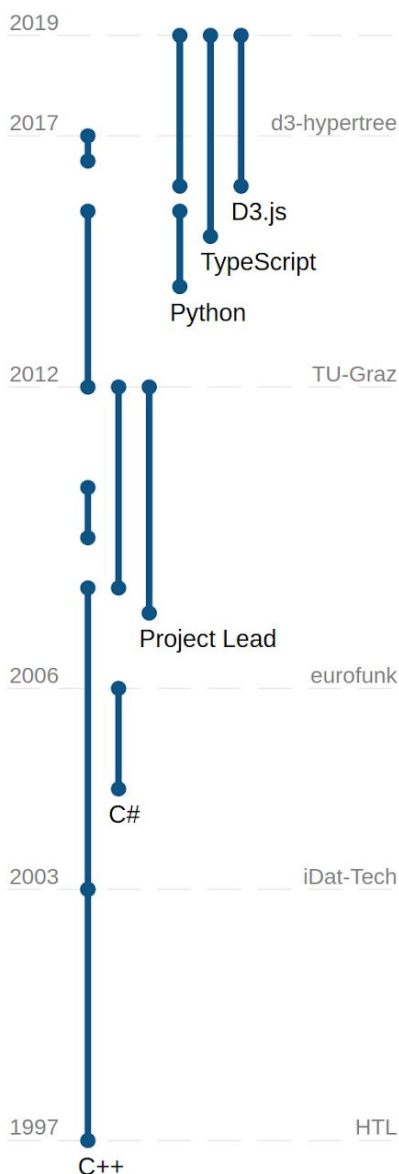 2019
2017 d3-hypertree
D3.js
TypeScript
Python
2012 TU-Graz
Project Lead
2006 eurofunk
C#
2003 iDat-Tech
1997 HTL
C++